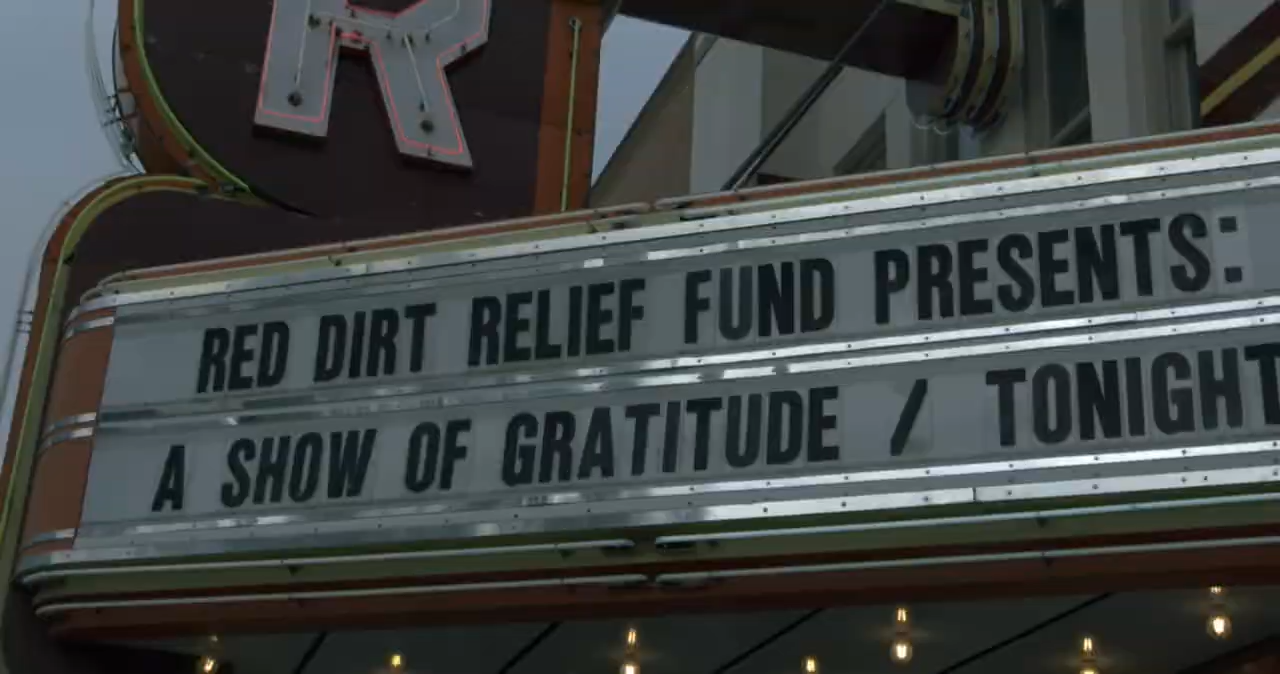 R
RED DIRT RELIEF FUND PRESENTS:
A SHOW OF GRATITUDE / TONIGHT